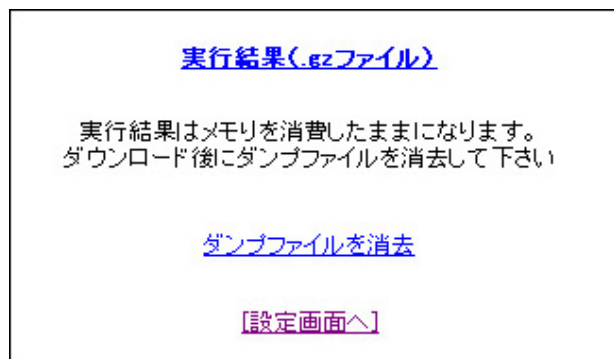 実行結果(.gzファイル)
実行結果はメモリを消費したままになります。
ダウンロード後にダンプファイルを消去して下さい
ダンプファイルを消去
[設定画面へ]